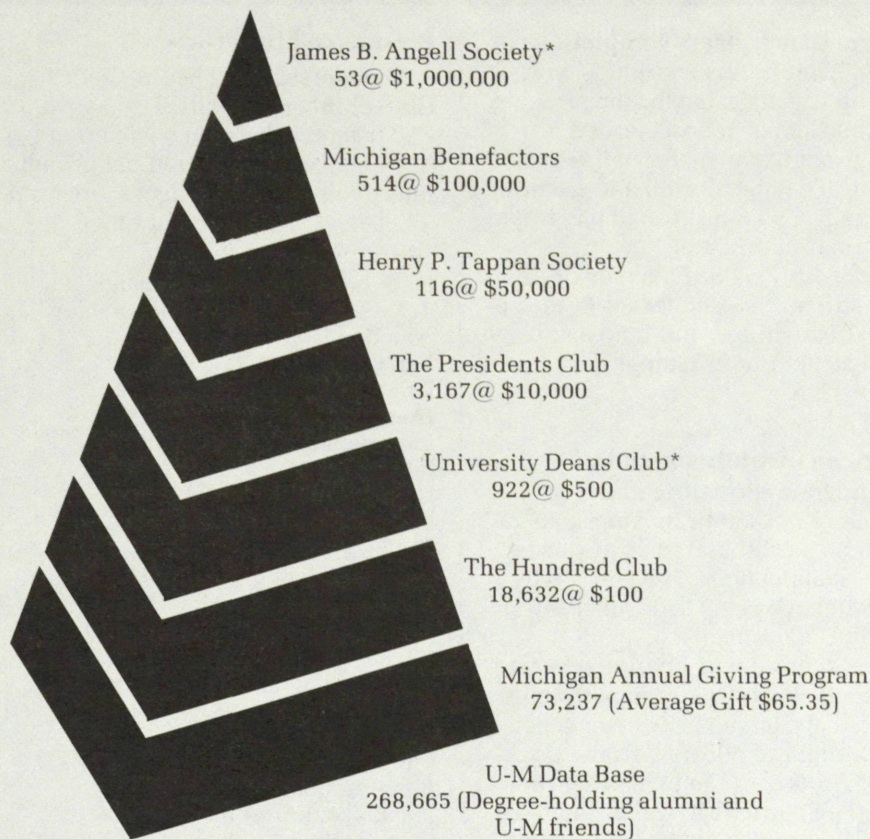 James B. Angell Society*
53@ $1,000,000
Michigan Benefactors
514@ $100,000
Henry P. Tappan Society
116@ $50,000
The Presidents Club
3,167@ $10,000
University Deans Club*
922@ $500
The Hundred Club
18,632@ $100
Michigan Annual Giving Program
73,237 (Average Gift $65.35)
U-M Data Base
268,665 (Degree-holding alumni and
U-M friends)